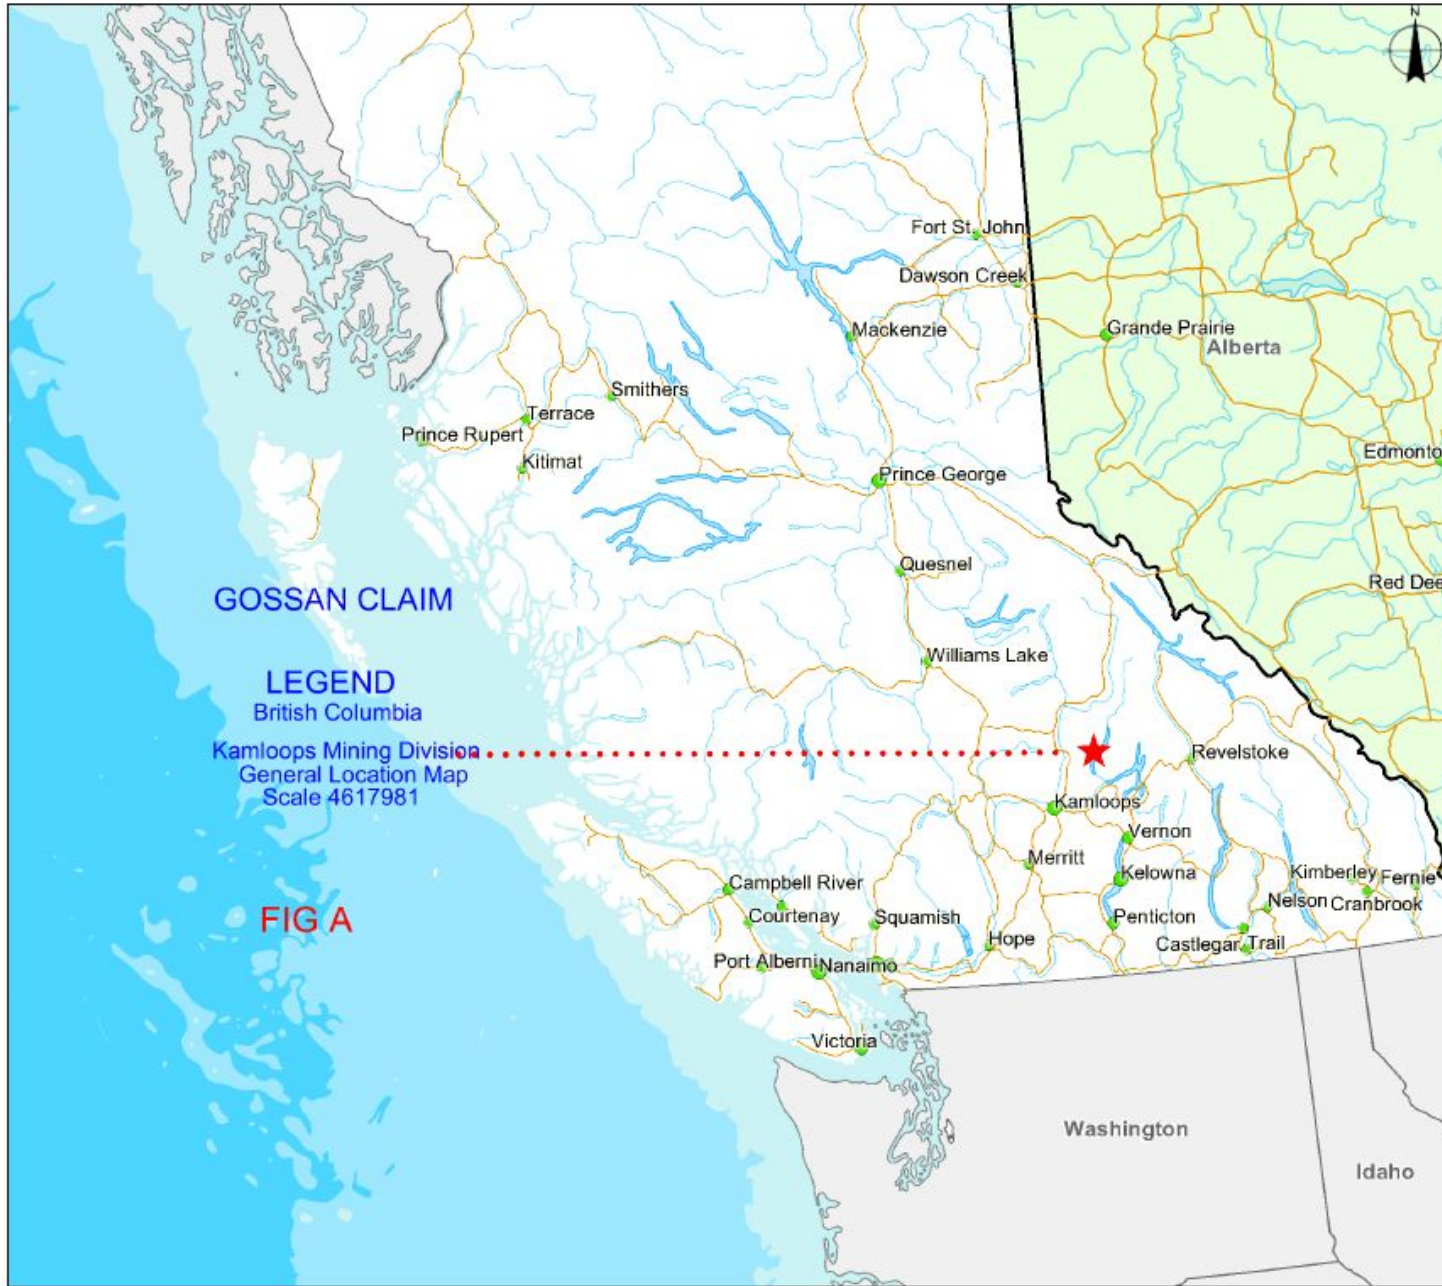 N
Fort St. John
Dawson Creek
Mackenzie
Grande Prairie
Alberta
Smithers
Terrace
Prince Rupert
Kitimat
Edmonto
Prince George
Quesnel
Red Dee
GOSSAN CLAIM
Williams Lake
LEGEND
British Columbia
Kamloops Mining Division
General Location Map
Scale 4617981
Revelstoke
Kamloops
Vernon
Merritt
Kelowna
Kimberley
Fernie
Campbell River
Nelson
Cranbrook
FIG A
Courtenay
Squamish
Penticton
Hope
Castlegar
Trail
Port Alberni
Nanaimo
Victoria
Washington
Idaho